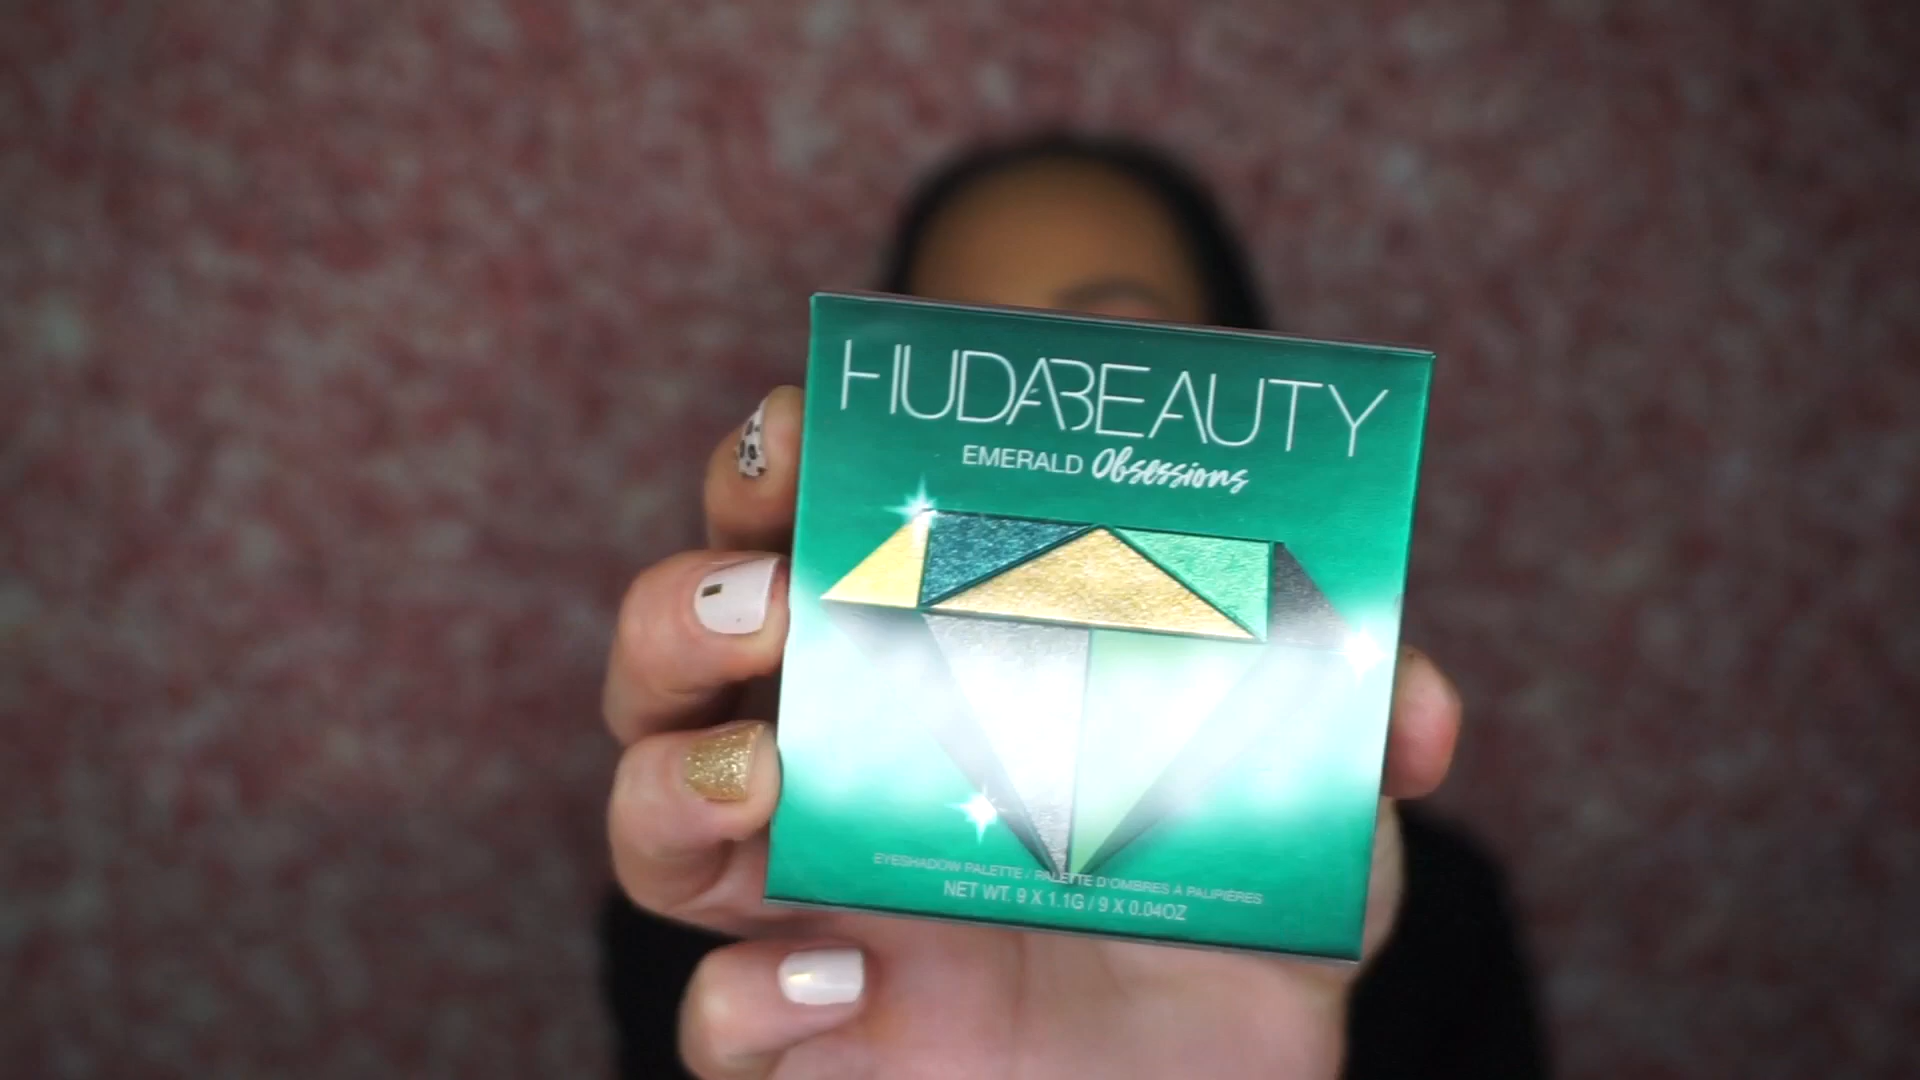 HUDABEAUTY
EMERALD Obsessions
EYESHADOW PALETTE / PALETTE D'OMBRES A PAUPIÈRES
NET WT. 9 X 1.1G / 9 X 0.04OZ